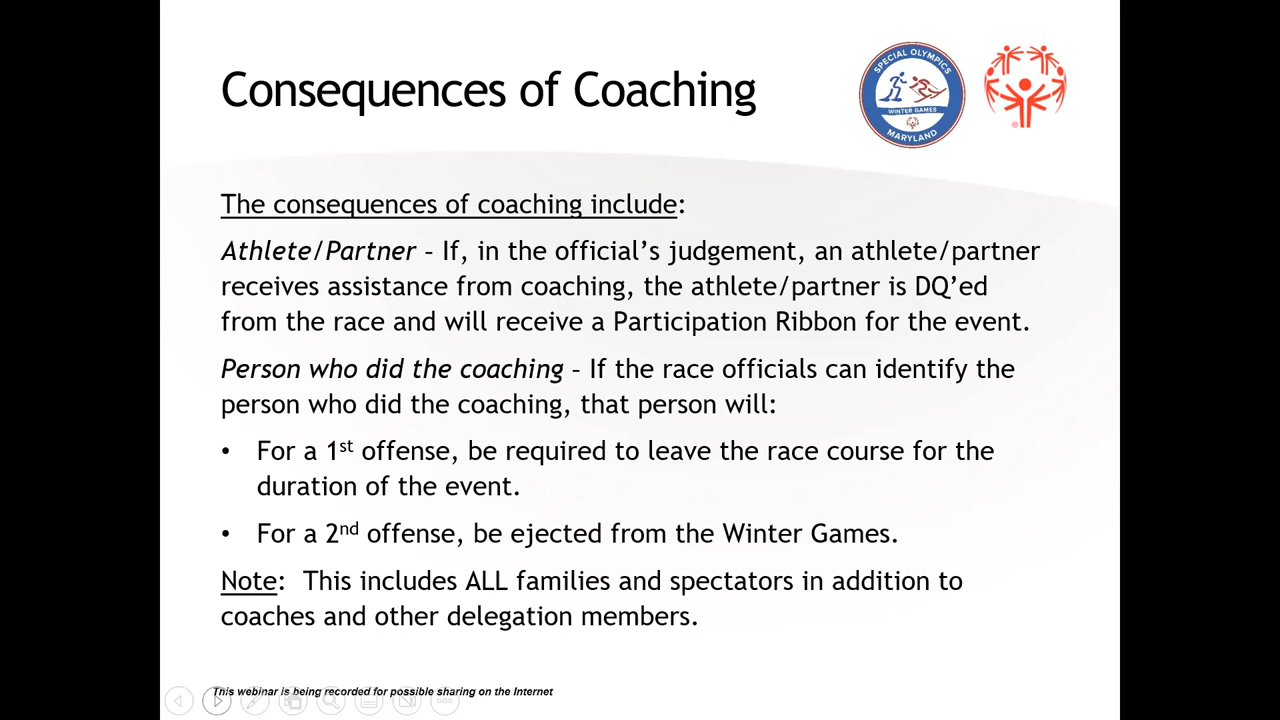 Consequences of Coaching
SPECIAL OLYMPICS
WINTER GAMES
MARYLAND
®
The consequences of coaching include:
Athlete/Partner – If, in the official’s judgement, an athlete/partner
receives assistance from coaching, the athlete/partner is DQ’ed
from the race and will receive a Participation Ribbon for the event.
Person who did the coaching – If the race officials can identify the
person who did the coaching, that person will:
• For a 1st offense, be required to leave the race course for the
duration of the event.
• For a 2nd offense, be ejected from the Winter Games.
Note:  This includes ALL families and spectators in addition to
coaches and other delegation members.
This webinar is being recorded for possible sharing on the Internet